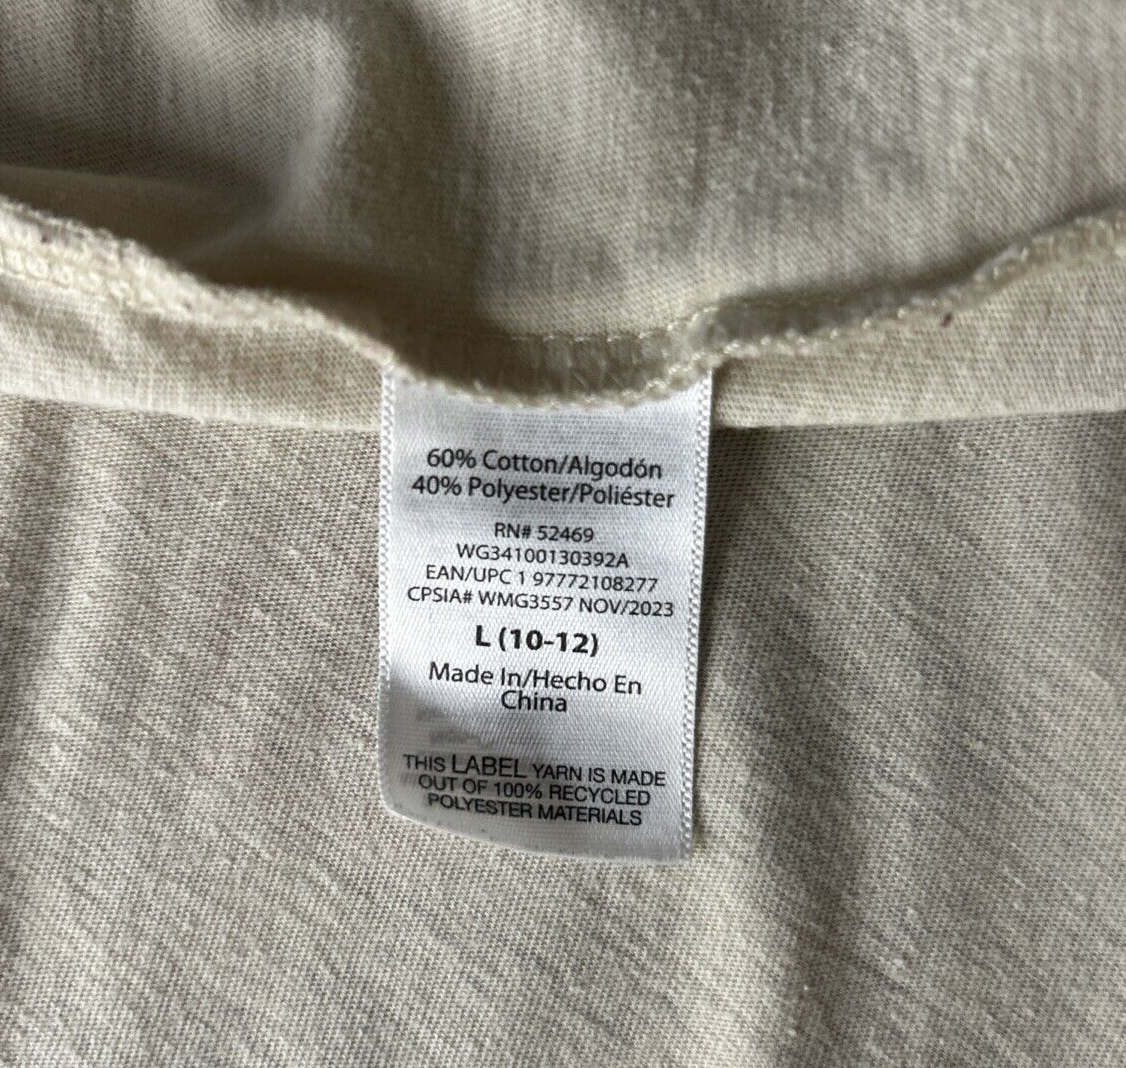 60% Cotton/Algodón
40% Polyester/Poliéster
RN# 52469
WG34100130392A
EAN/UPC 1 97772108277
CPSIA# WMG3557 NOV/2023
L (10-12)
Made In/Hecho En
China
THIS LABEL YARN IS MADE
OUT OF 100% RECYCLED
POLYESTER MATERIALS